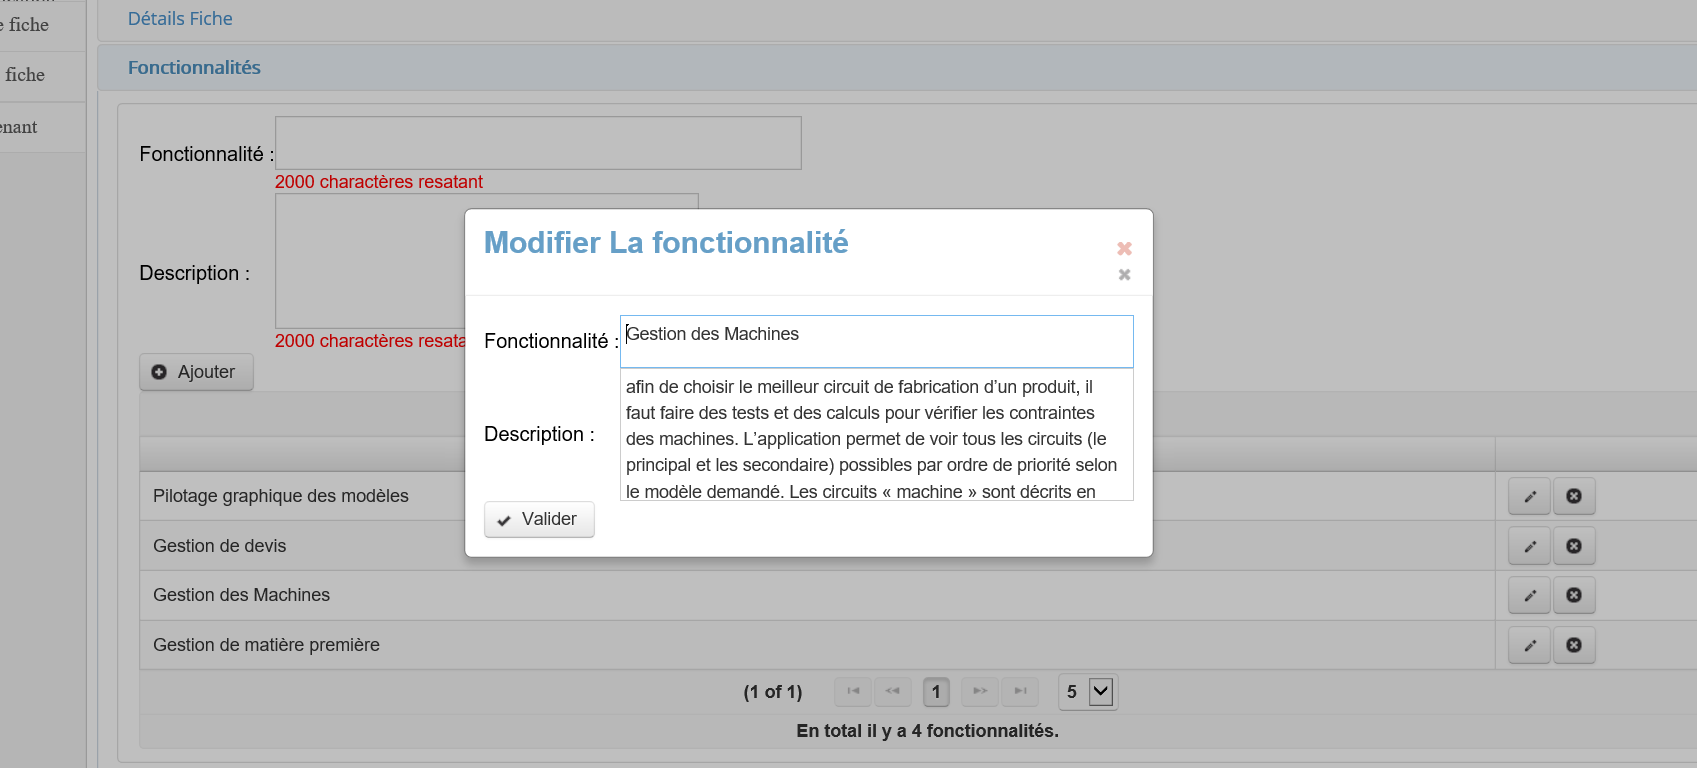 Détails Fiche
e fiche
Fonctionnalités
fiche
enant
Fonctionnalité :
2000 charactères resatant
Description :
2000 charactères resata
Ajouter
Modifier La fonctionnalité
Fonctionnalité :
Gestion des Machines
Description :
afin de choisir le meilleur circuit de fabrication d’un produit, il
faut faire des tests et des calculs pour vérifier les contraintes
des machines. L’application permet de voir tous les circuits (le
principal et les secondaire) possibles par ordre de priorité selon
le modèle demandé. Les circuits « machine » sont décrits en
Valider
Pilotage graphique des modèles
Gestion de devis
Gestion des Machines
Gestion de matière première
(1 of 1) 1 5
En total il y a 4 fonctionnalités.